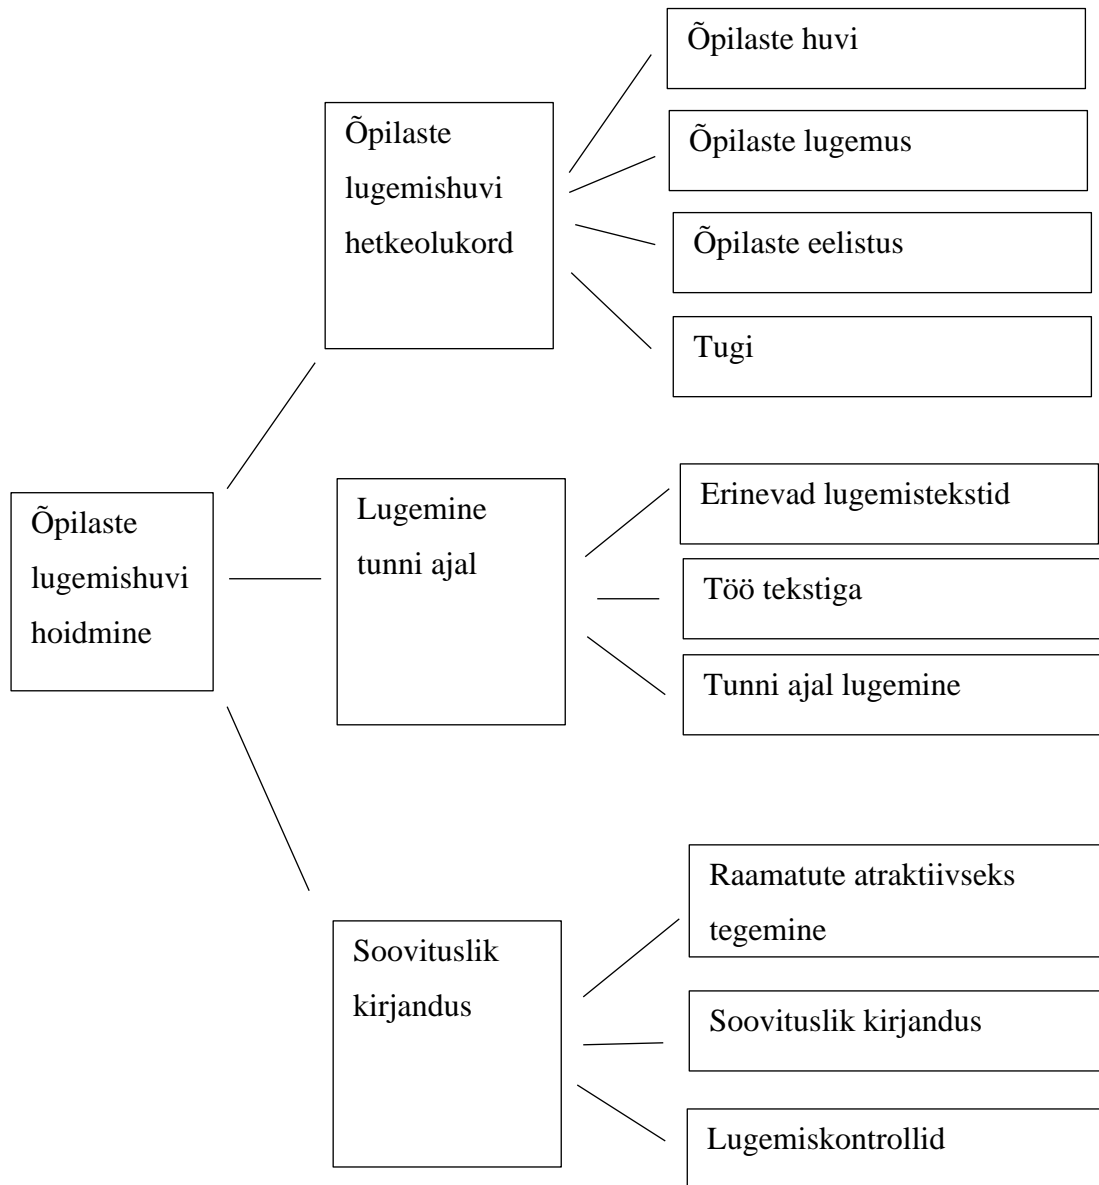 Õpilaste huvi
Õpilaste
lugemishuvi
hetkeolukord
Õpilaste lugemus
Õpilaste eelistus
Tugi
Õpilaste
lugemishuvi
hoidmine
Lugemine
tunni ajal
Erinevad lugemistekstid
Töö tekstiga
Tunni ajal lugemine
Soovituslik
kirjandus
Raamatute atraktiivseks
tegemine
Soovituslik kirjandus
Lugemiskontrollid